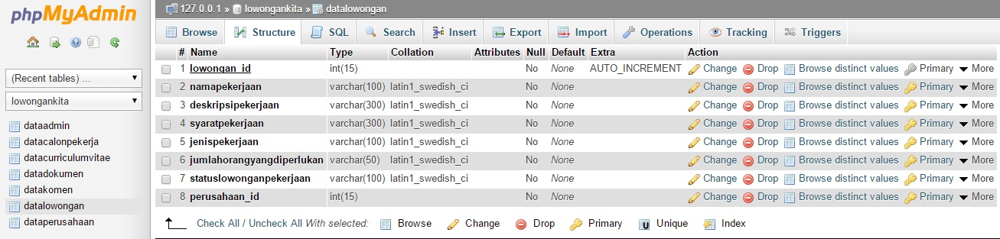 phpMyAdmin
(Recent tables) ...
lowongankita
dataadmin
datacalonpekerja
datacurriculumvitae
datadokumen
datakomen
datalowongan
dataperusahaan
127.0.0.1 » lowongankita » datalowongan
Browse Structure SQL Search Insert Export Import Operations Tracking Triggers
# Name Type Collation Attributes Null Default Extra Action
1 lowongan_id int(15) No None AUTO_INCREMENT Change Drop Browse distinct values Primary More
2 namapekerjaan varchar(100) latin1_swedish_ci No None Change Drop Browse distinct values Primary More
3 deskripsipekerjaan varchar(300) latin1_swedish_ci No None Change Drop Browse distinct values Primary More
4 syaratpekerjaan varchar(300) latin1_swedish_ci No None Change Drop Browse distinct values Primary More
5 jenispekerjaan varchar(100) latin1_swedish_ci No None Change Drop Browse distinct values Primary More
6 jumlahorangyangdiperlukan varchar(50) latin1_swedish_ci No None Change Drop Browse distinct values Primary More
7 statuslowonganpekerjaan varchar(100) latin1_swedish_ci No None Change Drop Browse distinct values Primary More
8 perusahaan_id int(15) No None Change Drop Browse distinct values Primary More
Check All / Uncheck All With selected: Browse Change Drop Primary Unique Index